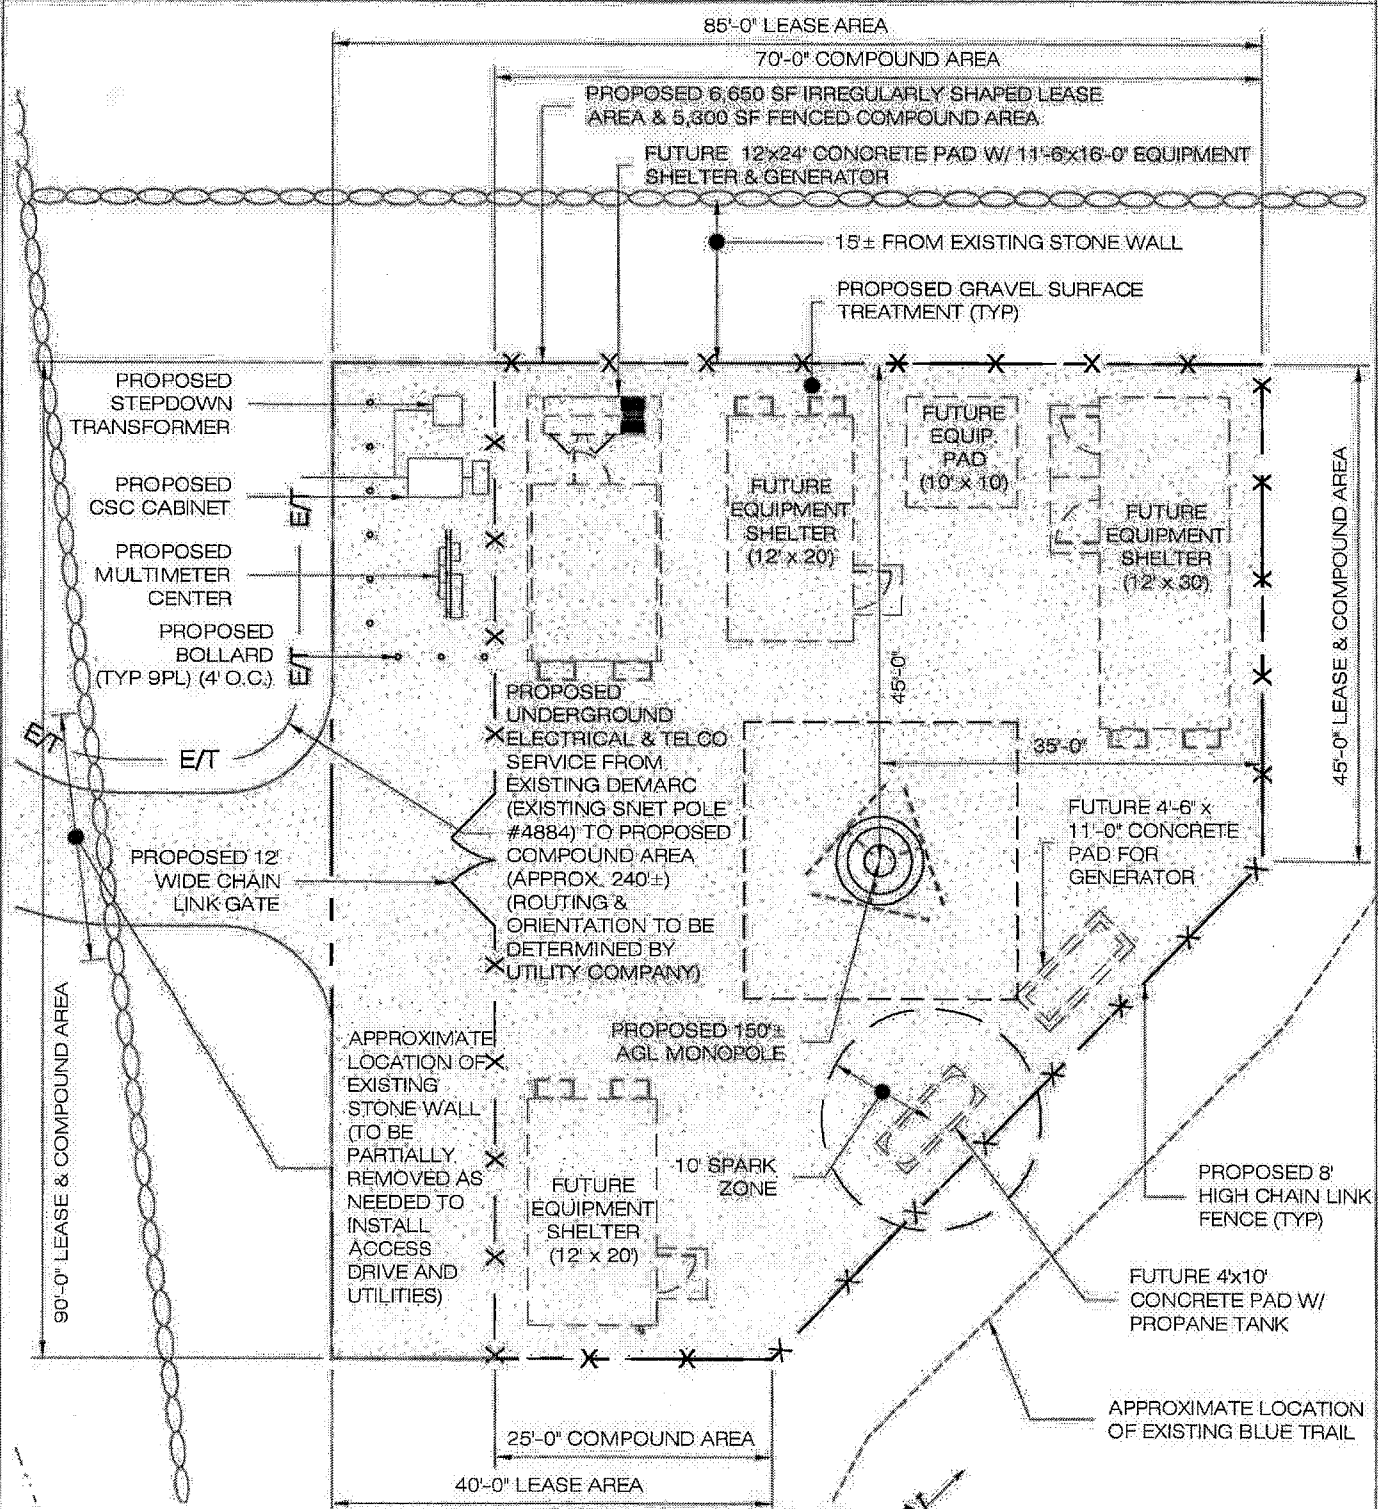 85'-0" LEASE AREA
70'-0" COMPOUND AREA
PROPOSED 6,650 SF IRREGULARLY SHAPED LEASE
AREA & 5,300 SF FENCED COMPOUND AREA
FUTURE 12'x24' CONCRETE PAD W/ 11'-6"x16'-0" EQUIPMENT
SHELTER & GENERATOR
15'± FROM EXISTING STONE WALL
PROPOSED GRAVEL SURFACE
TREATMENT (TYP)
PROPOSED
STEPDOWN
TRANSFORMER
PROPOSED
CSC CABINET
PROPOSED
MULTIMETER
CENTER
PROPOSED
BOLLARD
(TYP 9PL) (4' O.C.)
E/T
E/T
E/T
E/T
FUTURE
EQUIPMENT
SHELTER
(12' x 20')
FUTURE
EQUIP.
PAD
(10' x 10')
FUTURE
EQUIPMENT
SHELTER
(12' x 30')
45'-0" LEASE & COMPOUND AREA
45'-0"
35'-0"
PROPOSED
UNDERGROUND
ELECTRICAL & TELCO
SERVICE FROM
EXISTING DEMARC
(EXISTING SNET POLE
#4884) TO PROPOSED
COMPOUND AREA
(APPROX. 240'±)
(ROUTING &
ORIENTATION TO BE
DETERMINED BY
UTILITY COMPANY)
PROPOSED 12'
WIDE CHAIN
LINK GATE
FUTURE 4'-6" x
11'-0" CONCRETE
PAD FOR
GENERATOR
90'-0" LEASE & COMPOUND AREA
APPROXIMATE
LOCATION OF
EXISTING
STONE WALL
(TO BE
PARTIALLY
REMOVED AS
NEEDED TO
INSTALL
ACCESS
DRIVE AND
UTILITIES)
PROPOSED 150'±
AGL MONOPOLE
10' SPARK
ZONE
FUTURE
EQUIPMENT
SHELTER
(12' x 20')
PROPOSED 8'
HIGH CHAIN LINK
FENCE (TYP)
FUTURE 4'x10'
CONCRETE PAD W/
PROPANE TANK
APPROXIMATE LOCATION
OF EXISTING BLUE TRAIL
25'-0" COMPOUND AREA
40'-0" LEASE AREA